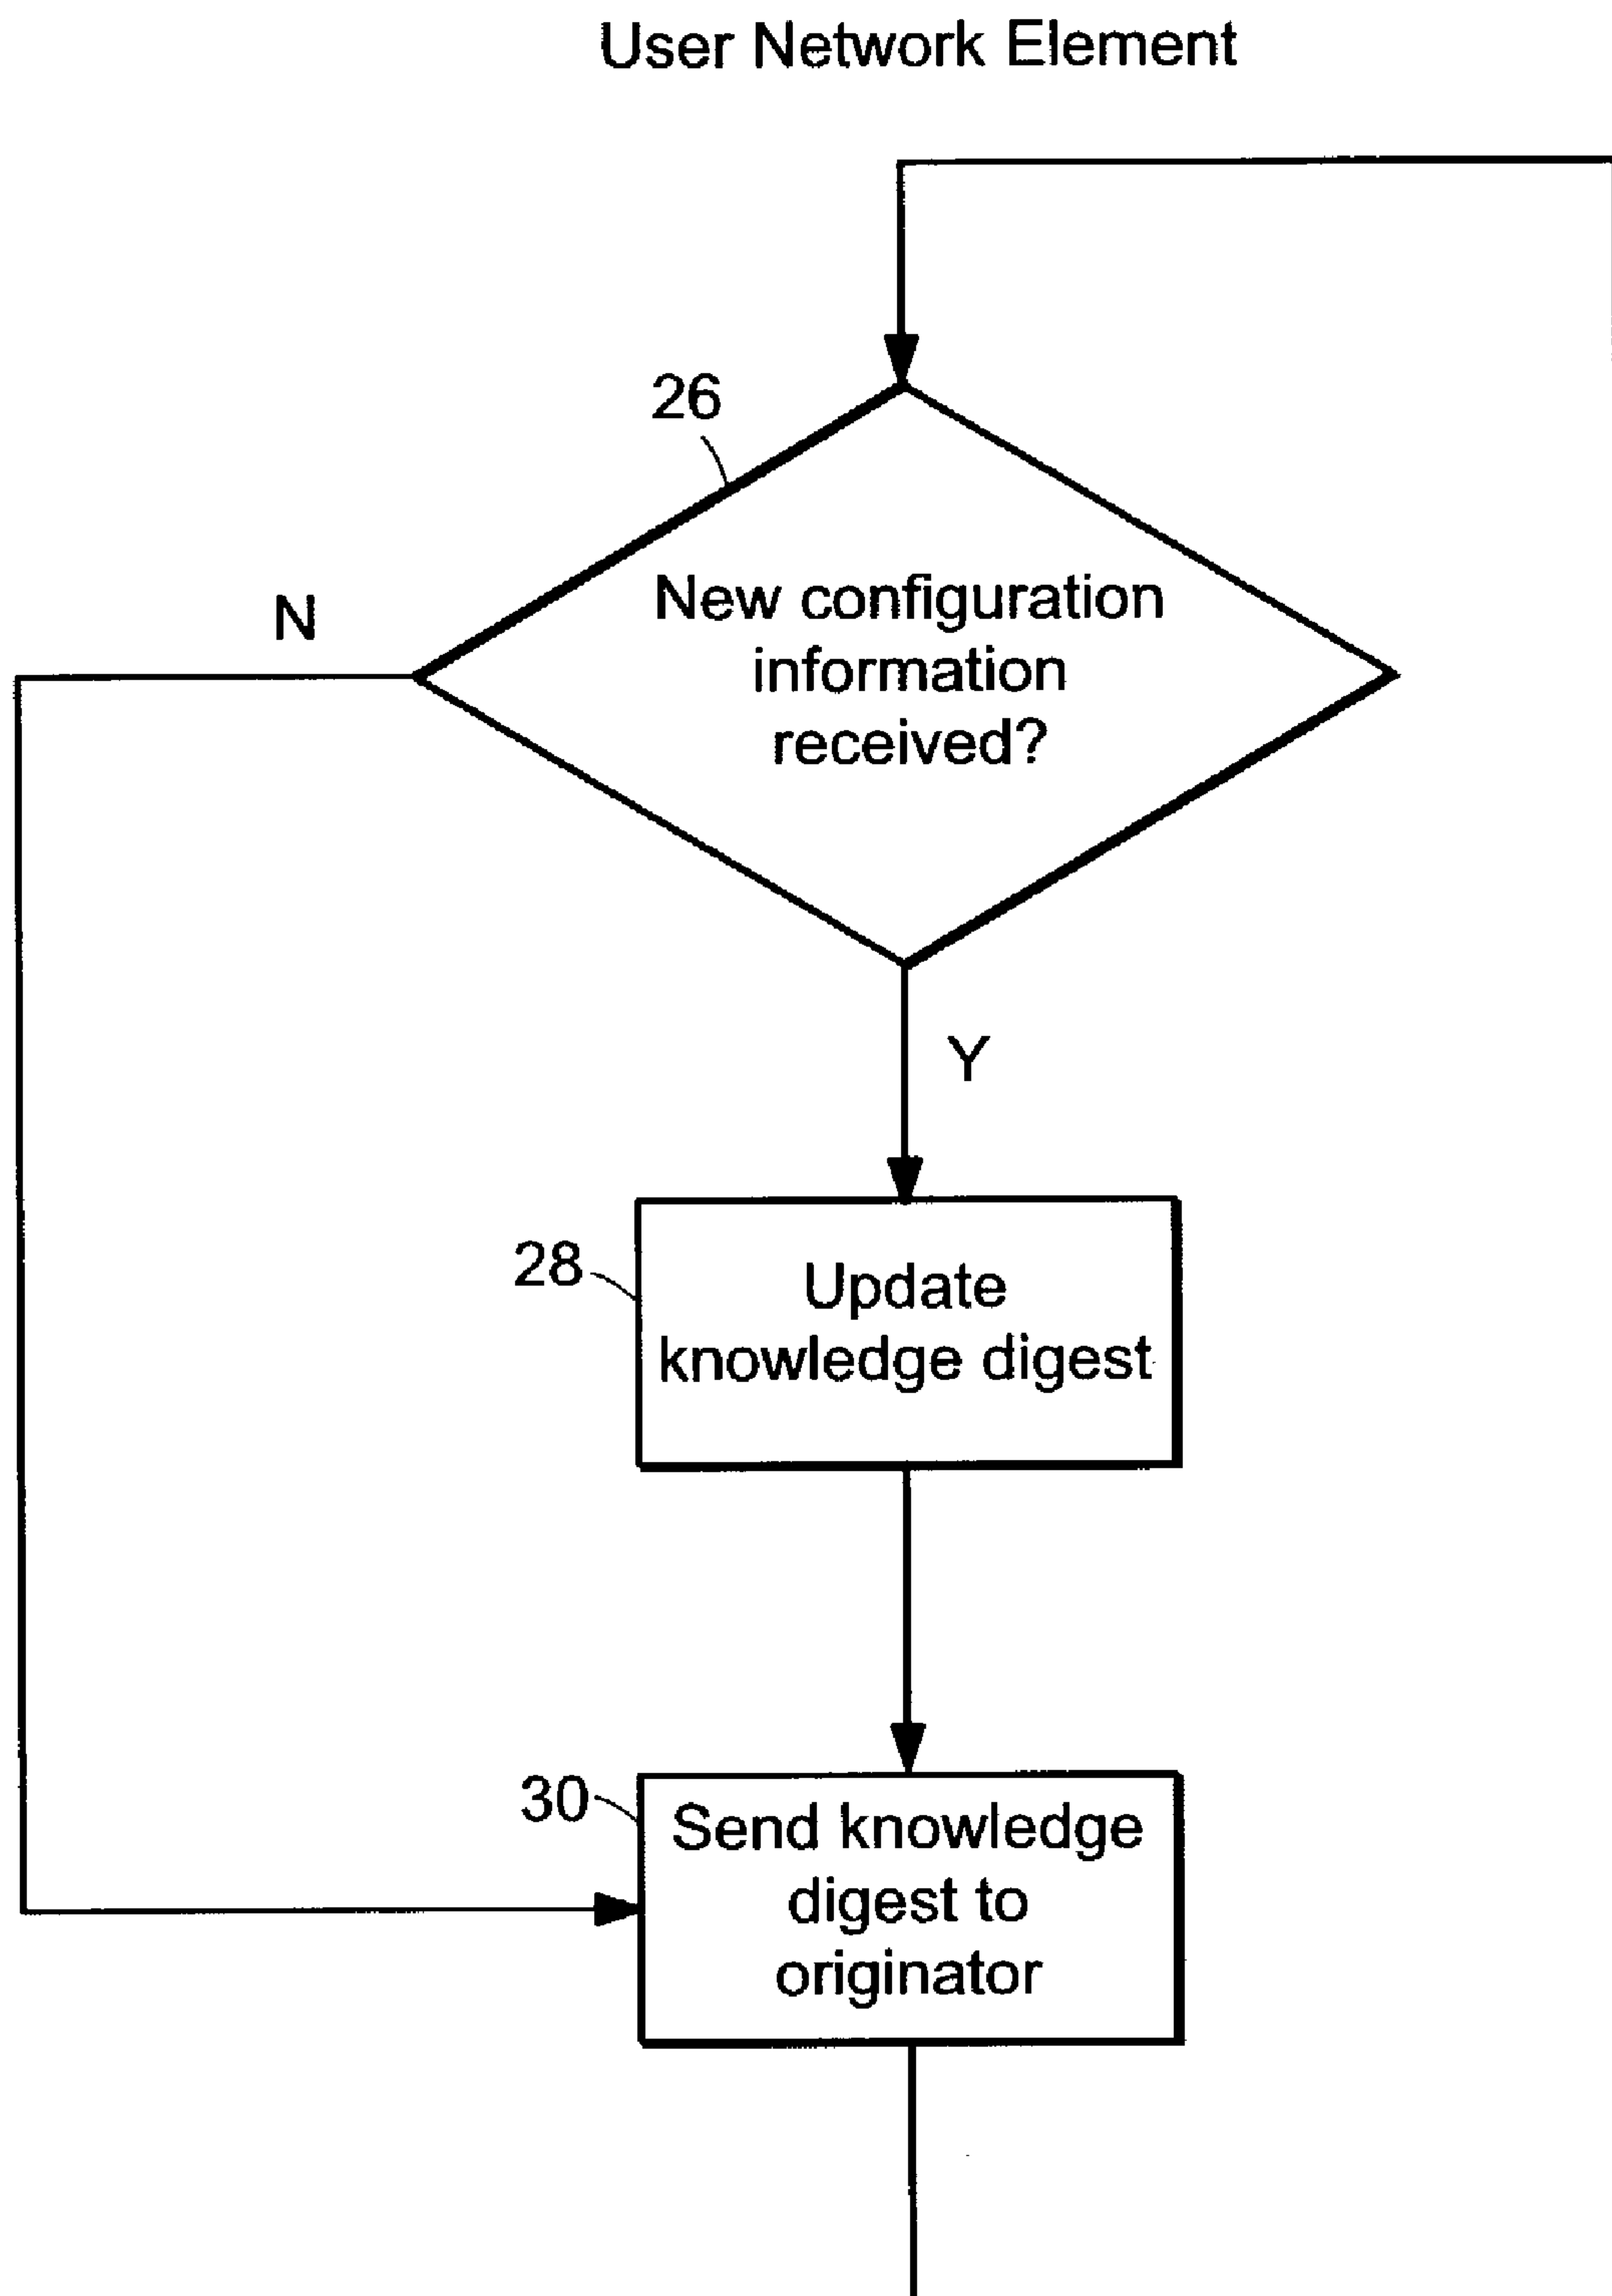 User Network Element
26
New configuration
information
received?
N
Y
28
Update
knowledge digest
30
Send knowledge
digest to
originator